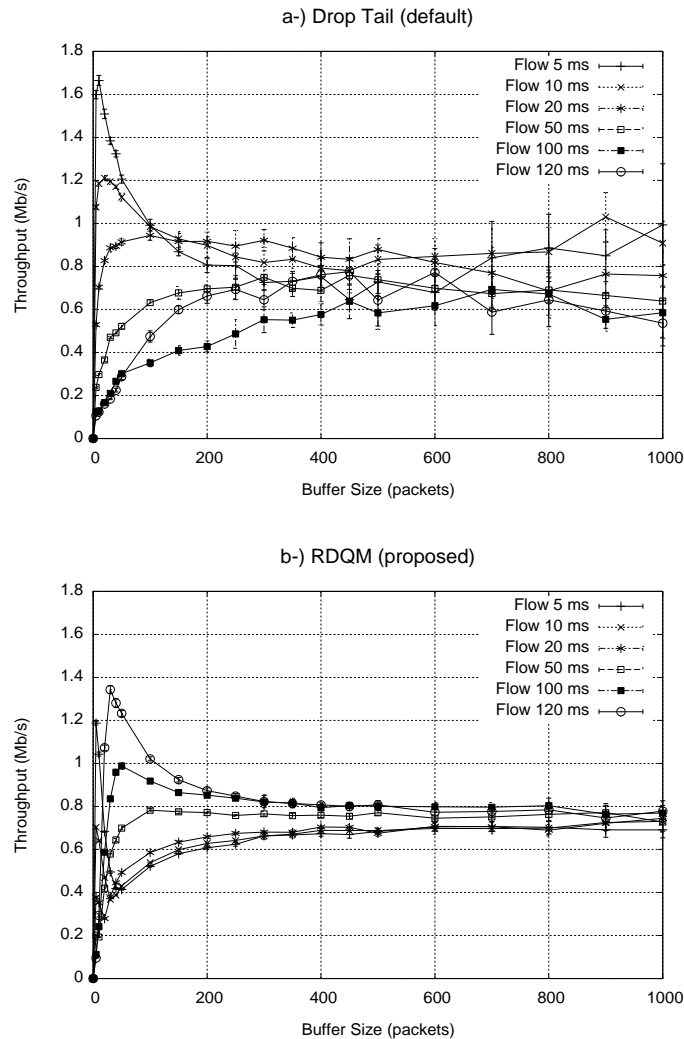 a-) Drop Tail (default)
1.8
1.6
1.4
1.2
1
0.8
0.6
0.4
0.2
0
Throughput (Mb/s)
Flow 5 ms
Flow 10 ms
Flow 20 ms
Flow 50 ms
Flow 100 ms
Flow 120 ms
0 200 400 600 800 1000
Buffer Size (packets)
b-) RDQM (proposed)
1.8
1.6
1.4
1.2
1
0.8
0.6
0.4
0.2
0
Throughput (Mb/s)
Flow 5 ms
Flow 10 ms
Flow 20 ms
Flow 50 ms
Flow 100 ms
Flow 120 ms
0 200 400 600 800 1000
Buffer Size (packets)